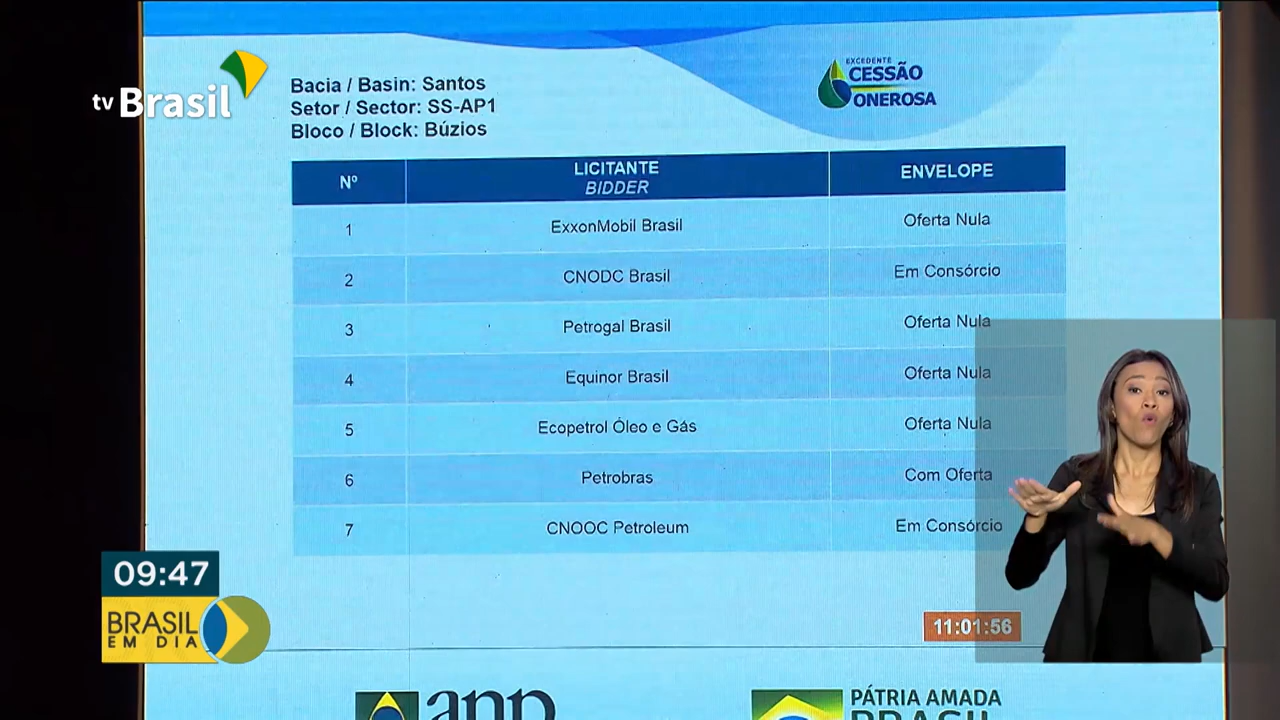 tv Brasil
Bacia / Basin: Santos
Setor / Sector: SS-AP1
Bloco / Block: Búzios
EXCEDENTE
CESSÃO
ONEROSA
Nº
LICITANTE
BIDDER
ENVELOPE
1 ExxonMobil Brasil Oferta Nula
2 CNODC Brasil Em Consórcio
3 Petrogal Brasil Oferta Nula
4 Equinor Brasil Oferta Nula
5 Ecopetrol Óleo e Gás Oferta Nula
6 Petrobras Com Oferta
7 CNOOC Petroleum Em Consórcio
09:47
BRASIL
EM DIA
11:01:56
anp
PÁTRIA AMADA
BRASIL